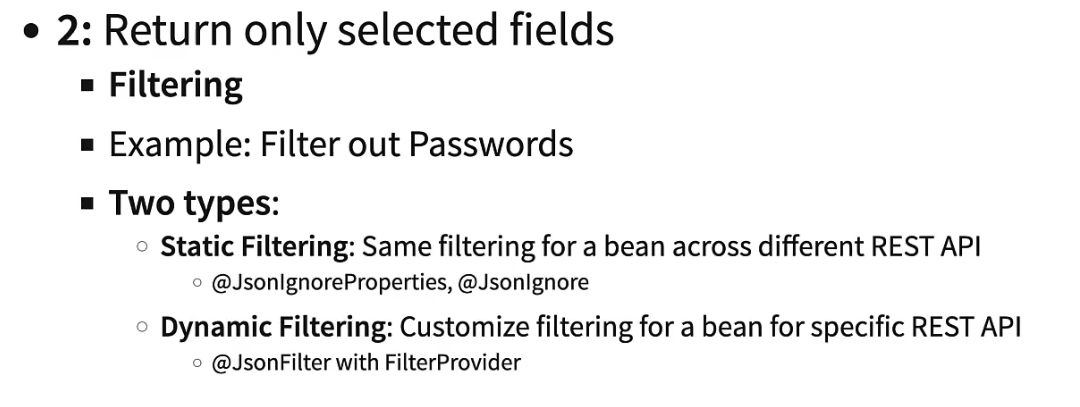 2: Return only selected fields
Filtering
Example: Filter out Passwords
Two types:
Static Filtering: Same filtering for a bean across different REST API
@JsonIgnoreProperties, @JsonIgnore
Dynamic Filtering: Customize filtering for a bean for specific REST API
@JsonFilter with FilterProvider